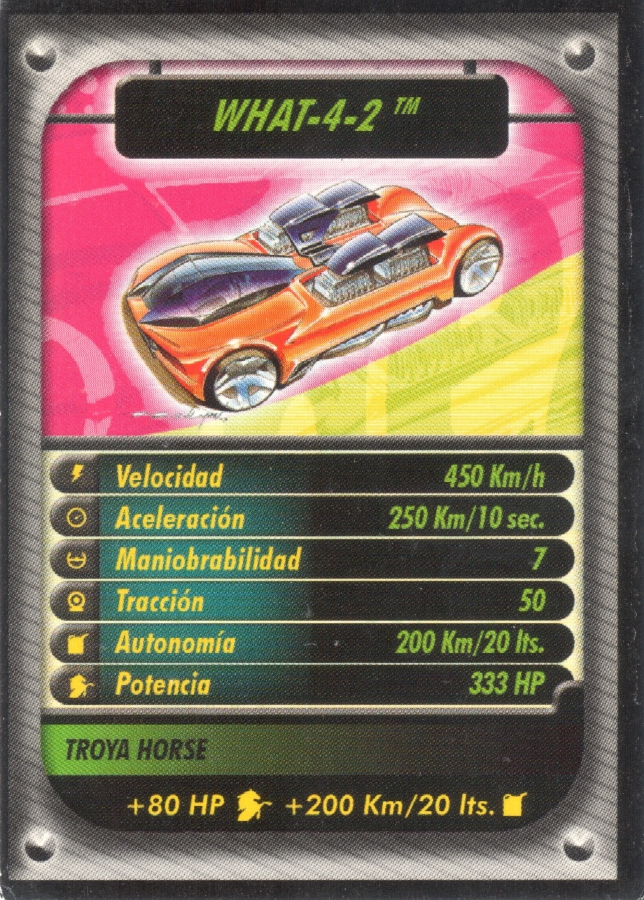 WHAT-4-2 ™
Velocidad 450 Km/h
Aceleración 250 Km/10 sec.
Maniobrabilidad 7
Tracción 50
Autonomía 200 Km/20 lts.
Potencia 333 HP
TROYA HORSE
+80 HP +200 Km/20 lts.